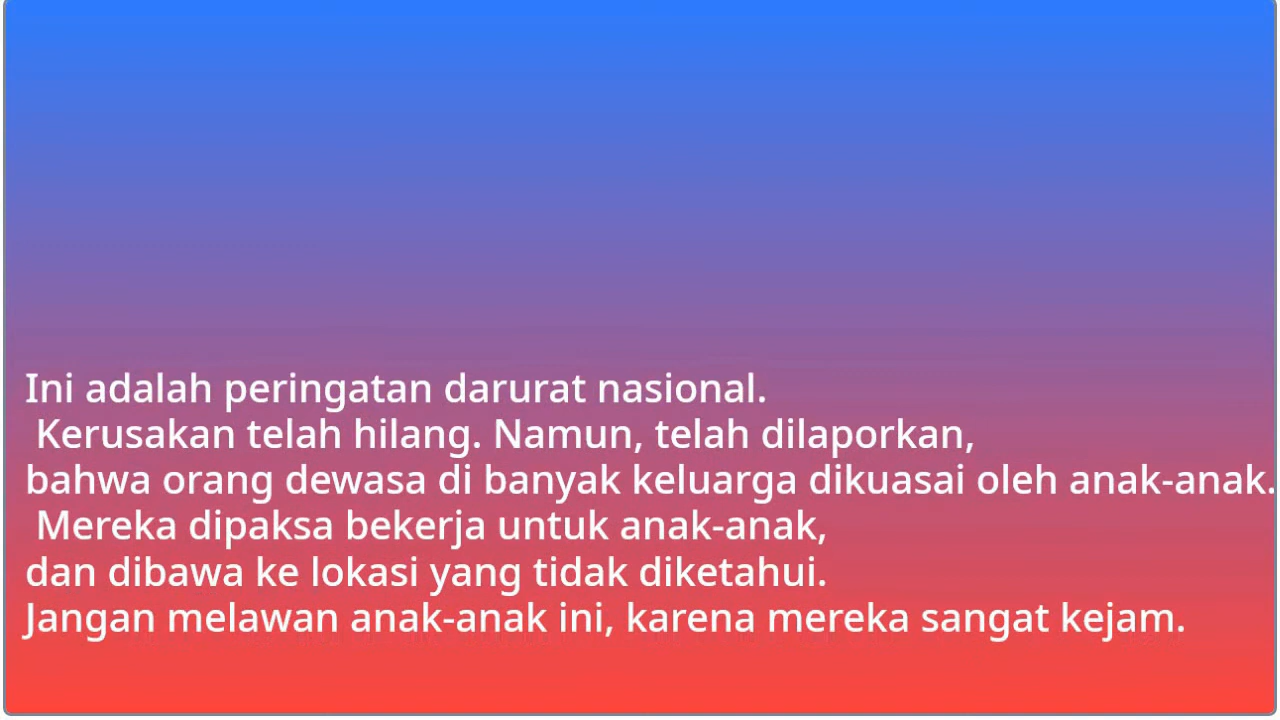 Ini adalah peringatan darurat nasional.
Kerusakan telah hilang. Namun, telah dilaporkan,
bahwa orang dewasa di banyak keluarga dikuasai oleh anak-anak.
Mereka dipaksa bekerja untuk anak-anak,
dan dibawa ke lokasi yang tidak diketahui.
Jangan melawan anak-anak ini, karena mereka sangat kejam.